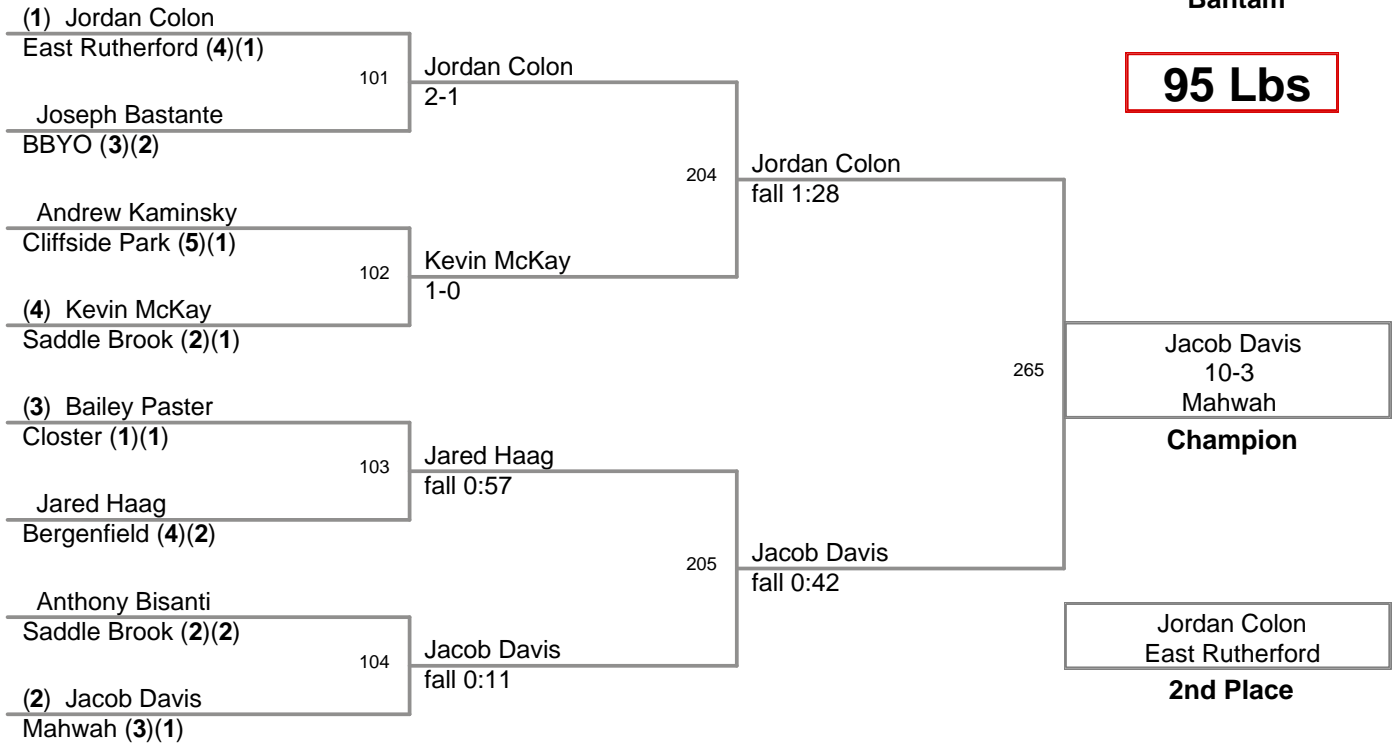 Bantam
95 Lbs
(1) Jordan Colon
East Rutherford (4)(1)
101
Joseph Bastante
BBYO (3)(2)
Jordan Colon
2-1
Andrew Kaminsky
Cliffside Park (5)(1)
102
(4) Kevin McKay
Saddle Brook (2)(1)
Kevin McKay
1-0
204
Jordan Colon
fall 1:28
(3) Bailey Paster
Closter (1)(1)
103
Jared Haag
Bergenfield (4)(2)
Jared Haag
fall 0:57
Anthony Bisanti
Saddle Brook (2)(2)
104
(2) Jacob Davis
Mahwah (3)(1)
Jacob Davis
fall 0:11
205
Jacob Davis
fall 0:42
265
Jacob Davis
10-3
Mahwah
Champion
Jordan Colon
East Rutherford
2nd Place